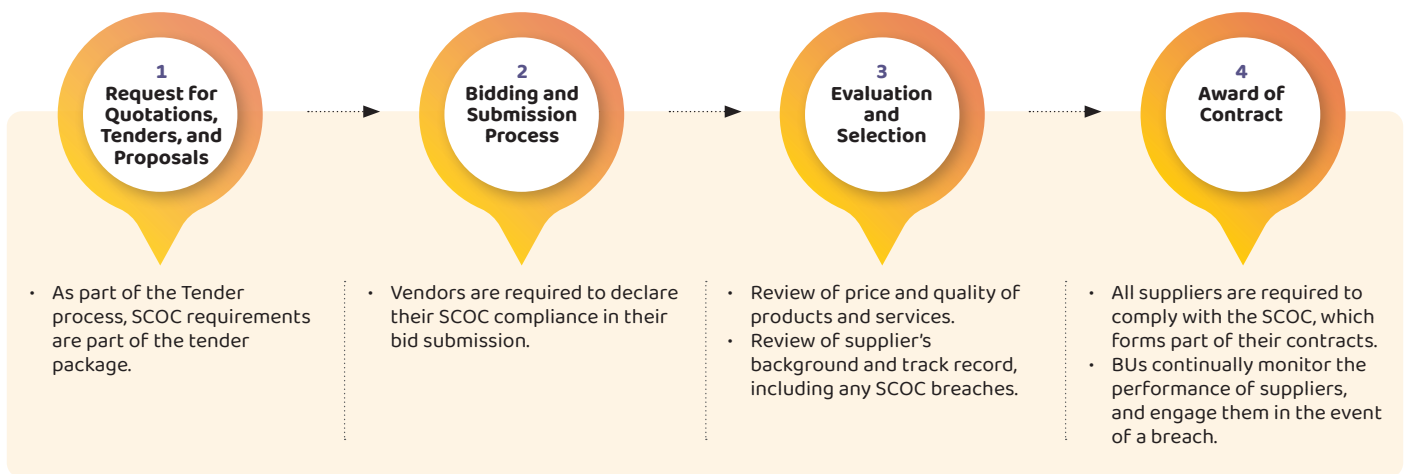 1
Request for
Quotations,
Tenders, and
Proposals
2
Bidding and
Submission
Process
3
Evaluation
and
Selection
4
Award of
Contract
• As part of the Tender
process, SCOC requirements
are part of the tender
package.
• Vendors are required to declare
their SCOC compliance in their
bid submission.
• Review of price and quality of
products and services.
• Review of supplier’s
background and track record,
including any SCOC breaches.
• All suppliers are required to
comply with the SCOC, which
forms part of their contracts.
• BUs continually monitor the
performance of suppliers,
and engage them in the event
of a breach.